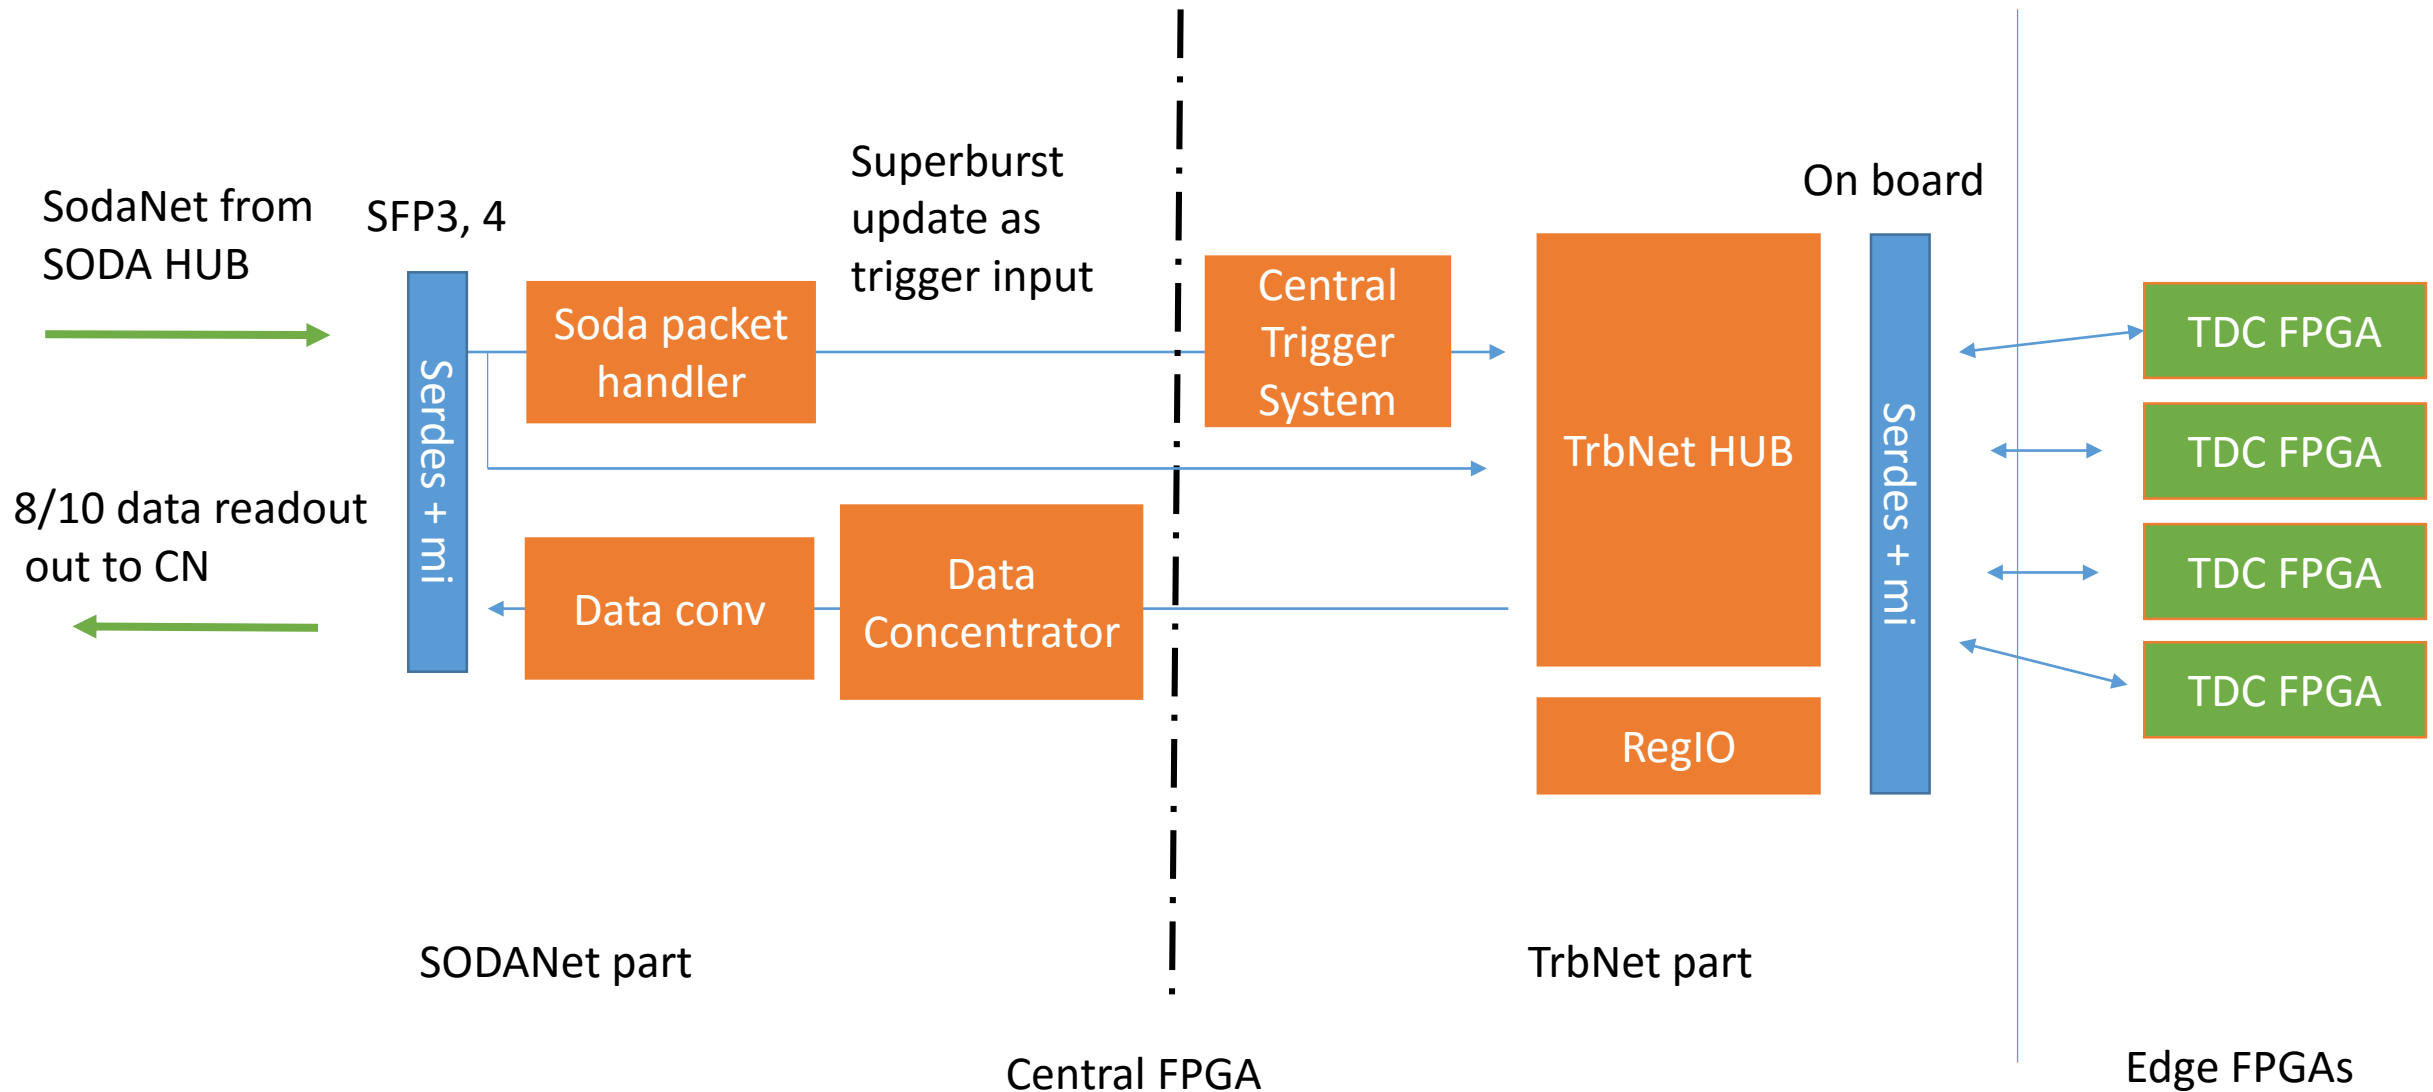 SodaNet from
SODA HUB
SFP3, 4
Superburst
update as
trigger input
On board
Soda packet
handler
Central
Trigger
System
TrbNet HUB
Serdes + mi
Serdes + mi
TDC FPGA
TDC FPGA
TDC FPGA
TDC FPGA
8/10 data readout
out to CN
Data conv
Data
Concentrator
RegIO
SODANet part
TrbNet part
Central FPGA
Edge FPGAs